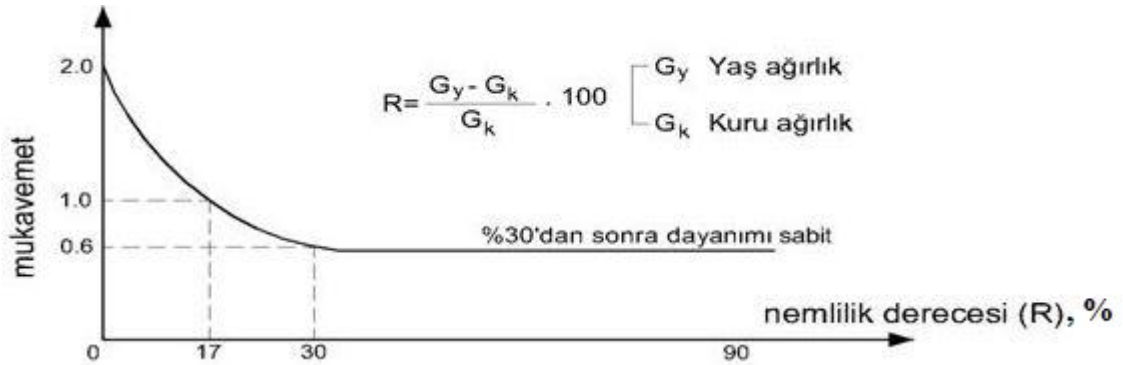 mukavemet
2.0
1.0
0.6
R= Gy - Gk / Gk . 100
Gy Yaş ağırlık
Gk Kuru ağırlık
%30'dan sonra dayanımı sabit
nemlilik derecesi (R), %
0 17 30 90